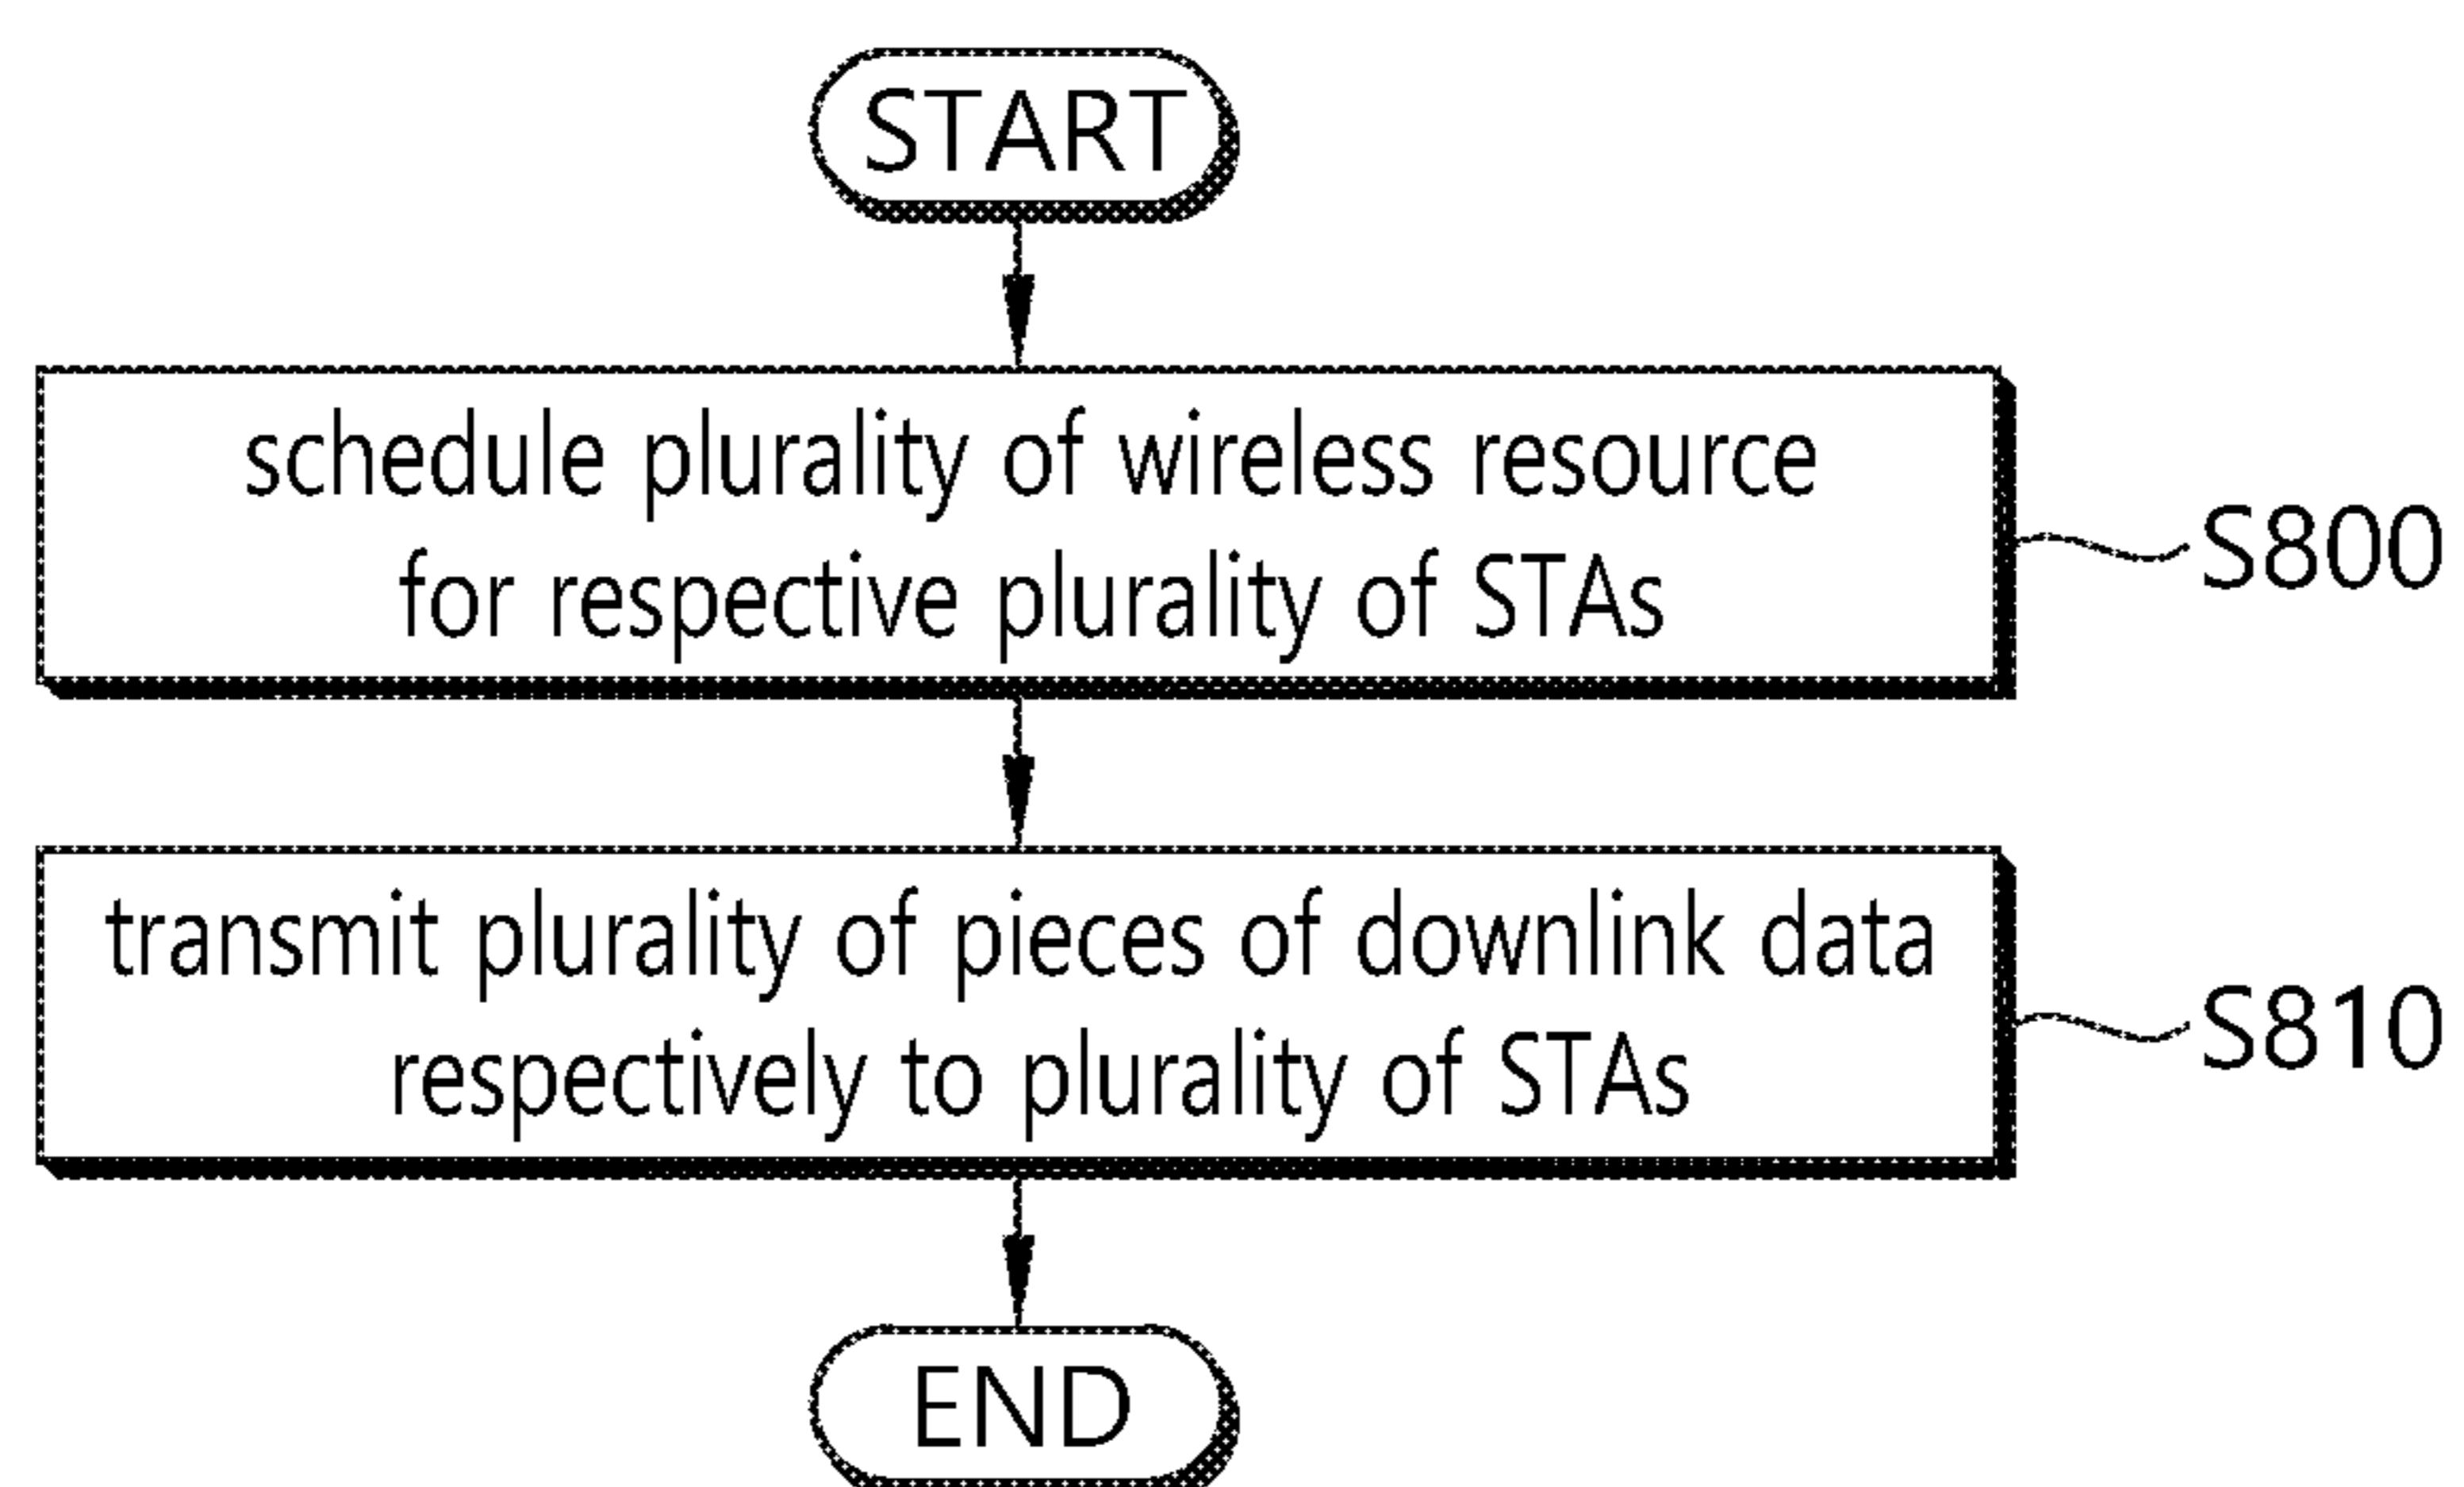 START
schedule plurality of wireless resource
for respective plurality of STAs
S800
transmit plurality of pieces of downlink data
respectively to plurality of STAs
S810
END